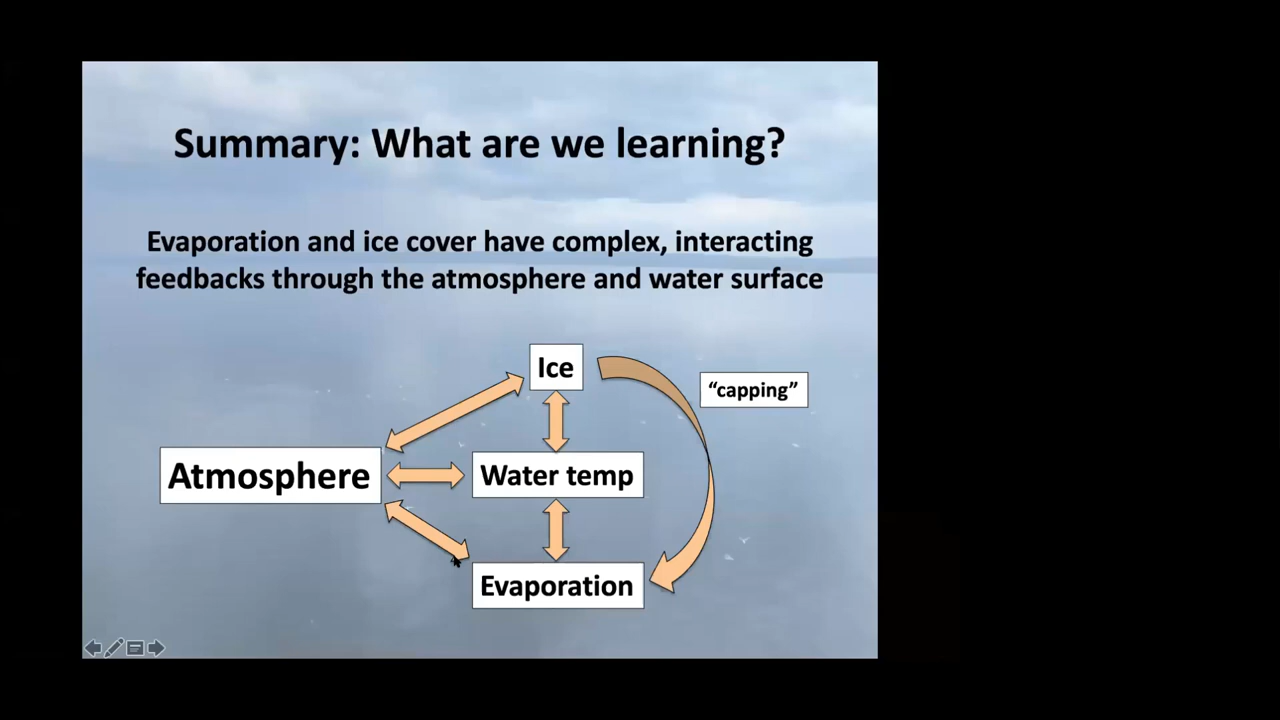 Summary: What are we learning?
Evaporation and ice cover have complex, interacting
feedbacks through the atmosphere and water surface
Ice
“capping”
Atmosphere
Water temp
Evaporation